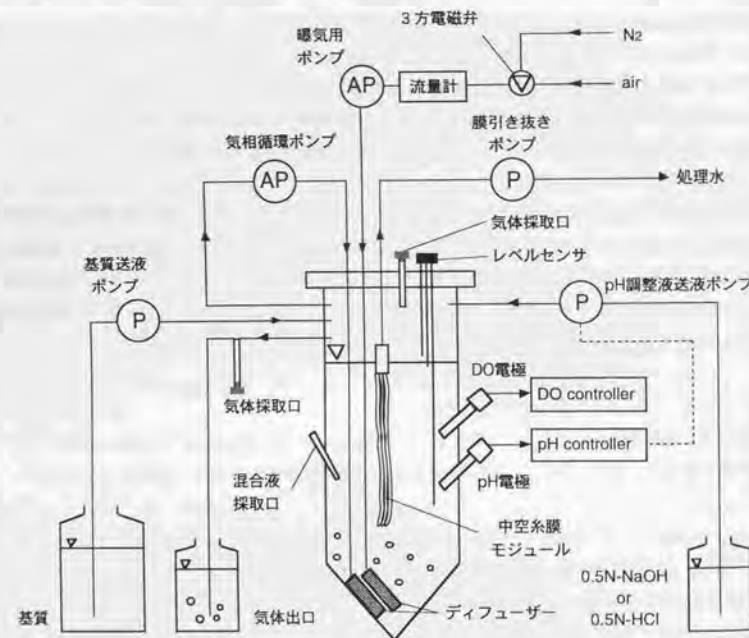 3方電磁弁
N2
曝気用
ポンプ
AP
流量計
air
膜引き抜き
ポンプ
気相循環ポンプ
AP
P
処理水
気体採取口
レベルセンサ
基質送液
ポンプ
P
P
pH調整液送液ポンプ
DO電極
DO controller
気体採取口
pH controller
混合液
採取口
pH電極
中空糸膜
モジュール
0.5N-NaOH
or
0.5N-HCl
基質
気体出口
ディフューザー